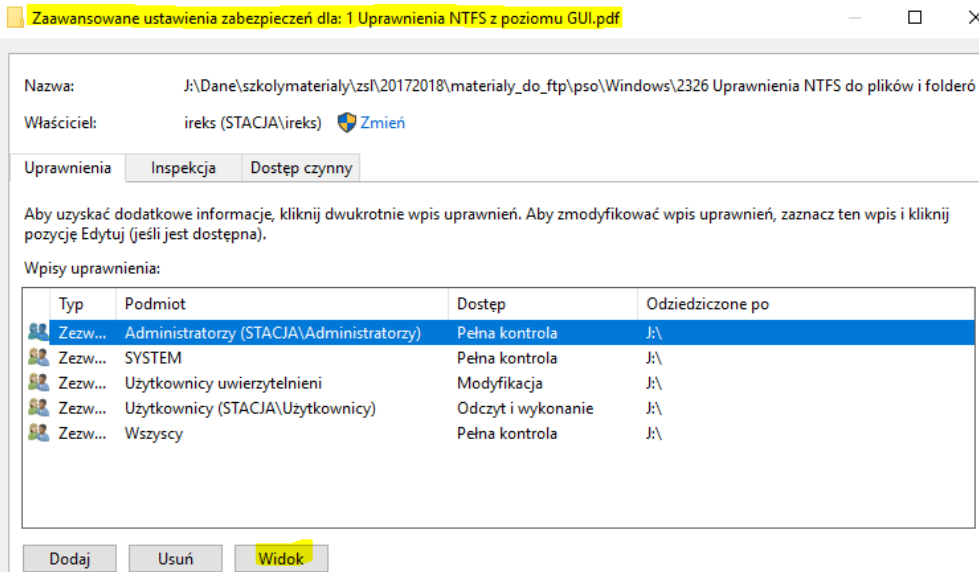 Zaawansowane ustawienia zabezpieczeń dla: 1 Uprawnienia NTFS z poziomu GUI.pdf
Nazwa: J:\Dane\szkolymaterialy\zsl\20172018\materialy_do_ftp\pso\Windows\2326 Uprawnienia NTFS do plików i folderó
Właściciel: ireks (STACJA\ireks) Zmień
Uprawnienia Inspekcja Dostęp czynny
Aby uzyskać dodatkowe informacje, kliknij dwukrotnie wpis uprawnień. Aby zmodyfikować wpis uprawnień, zaznacz ten wpis i kliknij
pozycję Edytuj (jeśli jest dostępna).
Wpisy uprawnienia:
Typ Podmiot Dostęp Odziedziczone po
Zezw... Administratorzy (STACJA\Administratorzy) Pełna kontrola J:\
Zezw... SYSTEM Pełna kontrola J:\
Zezw... Użytkownicy uwierzytelnieni Modyfikacja J:\
Zezw... Użytkownicy (STACJA\Użytkownicy) Odczyt i wykonanie J:\
Zezw... Wszyscy Pełna kontrola J:\
Dodaj Usuń Widok